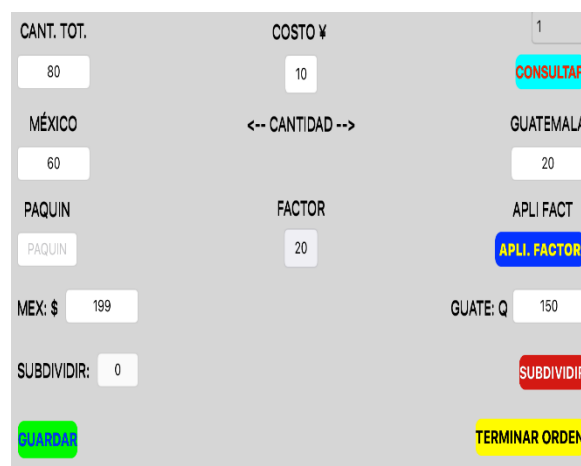 CANT. TOT. COSTO ¥ 1
80 10 CONSULTAR
MÉXICO <-- CANTIDAD --> GUATEMALA
60 20
PAQUIN FACTOR APLI FACT
PAQUIN 20 APLI. FACTOR
MEX: $ 199 GUATE: Q 150
SUBDIVIDIR: 0 SUBDIVIDIR
GUARDAR TERMINAR ORDEN